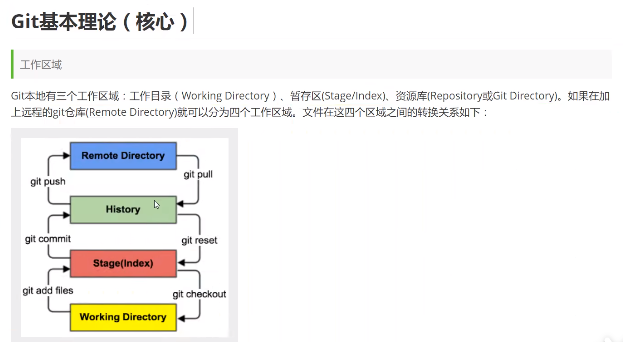 Git基本理论（核心）
工作区域
Git本地有三个工作区域：工作目录（Working Directory）、暂存区(Stage/Index)、资源库(Repository或Git Directory)。如果在加
上远程的git仓库(Remote Directory)就可以分为四个工作区域。文件在这四个区域之间的转换关系如下：
Remote Directory
git push
git pull
History
git commit
git reset
Stage(Index)
git add files
git checkout
Working Directory